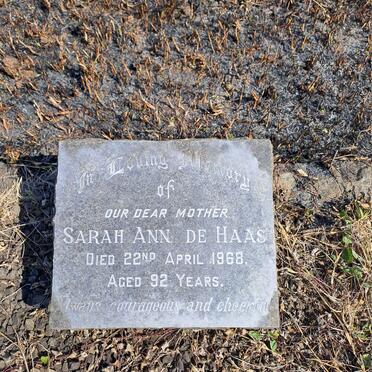 In Loving Memory
of
OUR DEAR MOTHER
SARAH ANN DE HAAS
DIED 22ND APRIL 1968.
AGED 92 YEARS.
Always courageous and cheerful